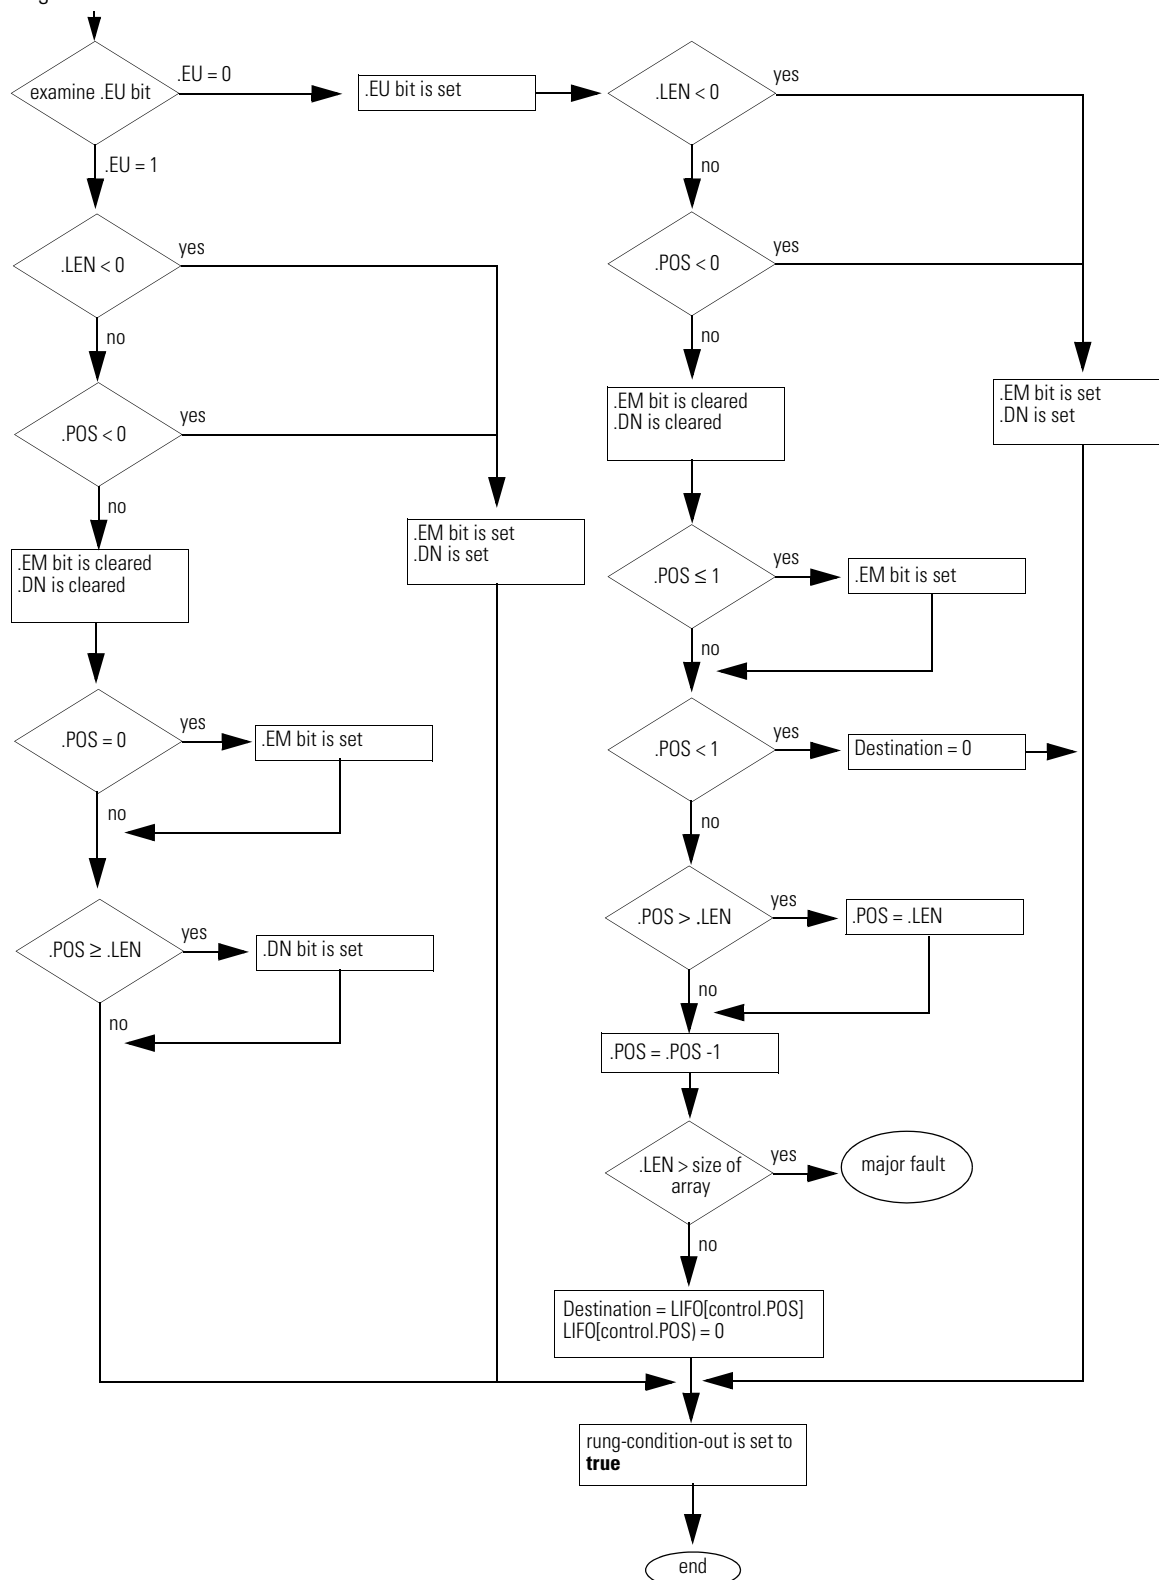 examine .EU bit
.EU = 0
.EU bit is set
.LEN < 0
yes
.EU = 1
no
.LEN < 0
yes
.POS < 0
yes
no
no
.POS < 0
yes
.EM bit is cleared
.DN is cleared
.EM bit is set
.DN is set
no
.EM bit is cleared
.DN is cleared
.EM bit is set
.DN is set
.POS ≤ 1
yes
.EM bit is set
no
.POS = 0
yes
.EM bit is set
.POS < 1
yes
Destination = 0
no
no
.POS ≥ .LEN
yes
.DN bit is set
.POS > .LEN
yes
.POS = .LEN
no
no
.POS = .POS -1
.LEN > size of
array
yes
major fault
no
Destination = LIFO[control.POS]
LIFO[control.POS) = 0
rung-condition-out is set to
true
end